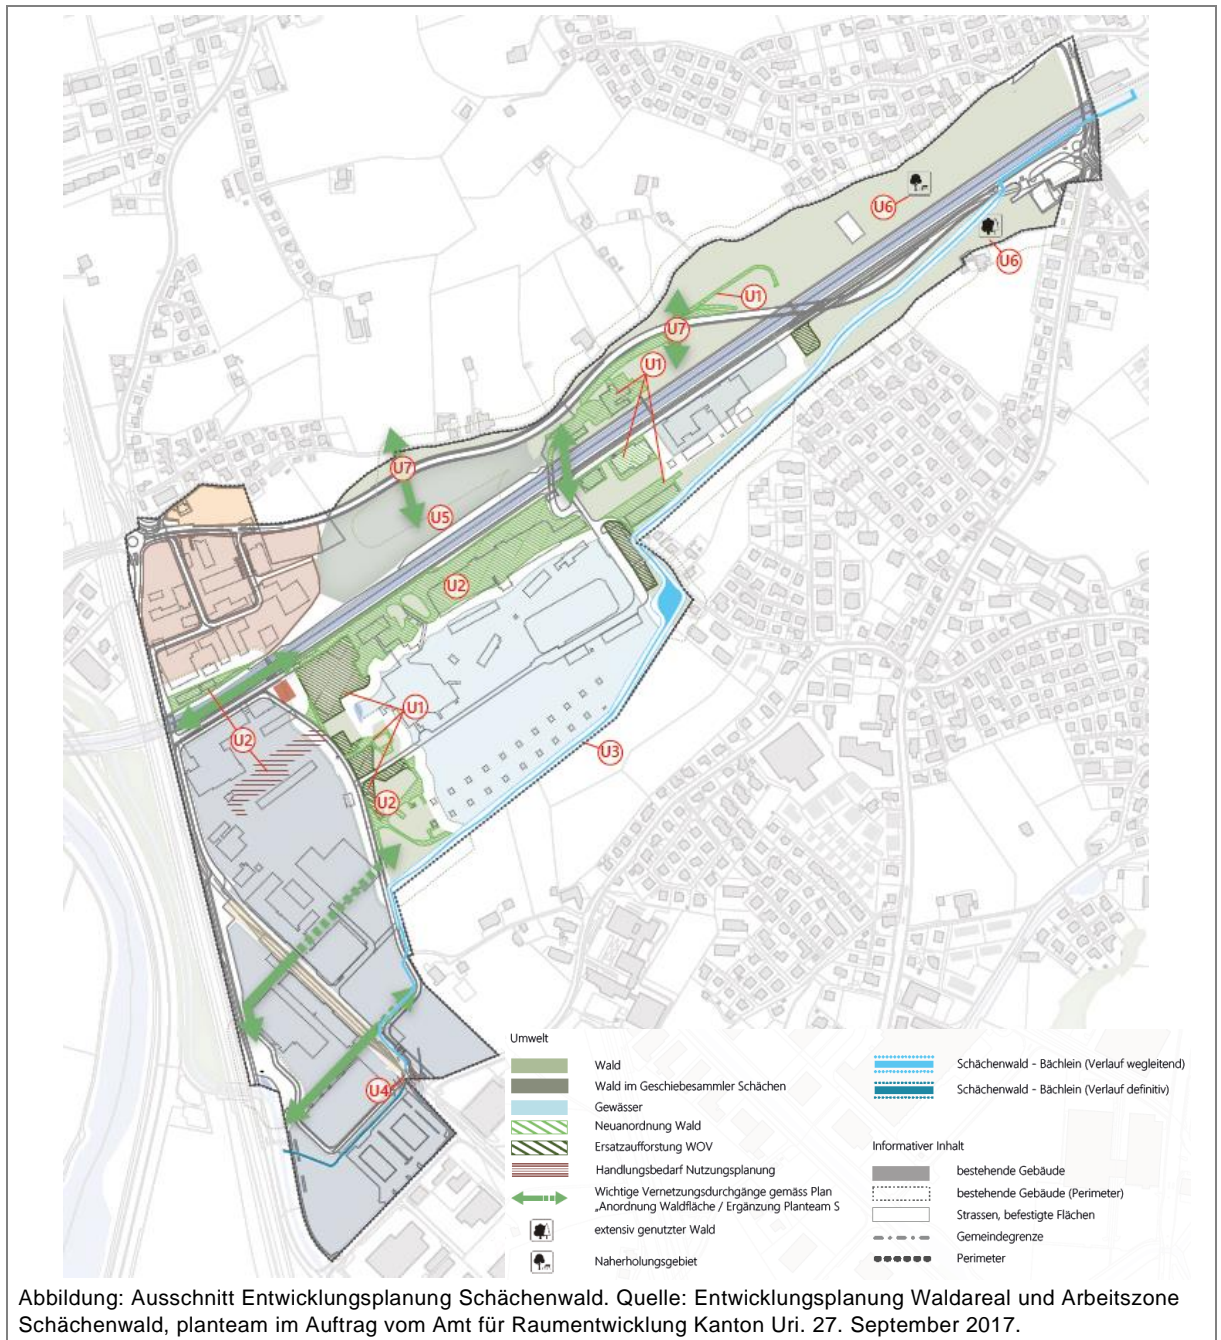 U6
U6
U1
U7
U1
U7
U5
U2
U1
U3
U2
U2
U4
Umwelt
Wald
Wald im Geschiebesammler Schächen
Gewässer
Neuanordnung Wald
Ersatzaufforstung WOV
Handlungsbedarf Nutzungsplanung
Wichtige Vernetzungsdurchgänge gemäss Plan
„Anordnung Waldfläche / Ergänzung Planteam S
extensiv genutzter Wald
Naherholungsgebiet
Schächenwald - Bächlein (Verlauf wegleitend)
Schächenwald - Bächlein (Verlauf definitiv)
Informativer Inhalt
bestehende Gebäude
bestehende Gebäude (Perimeter)
Strassen, befestigte Flächen
Gemeindegrenze
Perimeter
Abbildung: Ausschnitt Entwicklungsplanung Schächenwald. Quelle: Entwicklungsplanung Waldareal und Arbeitszone
Schächenwald, planteam im Auftrag vom Amt für Raumentwicklung Kanton Uri. 27. September 2017.